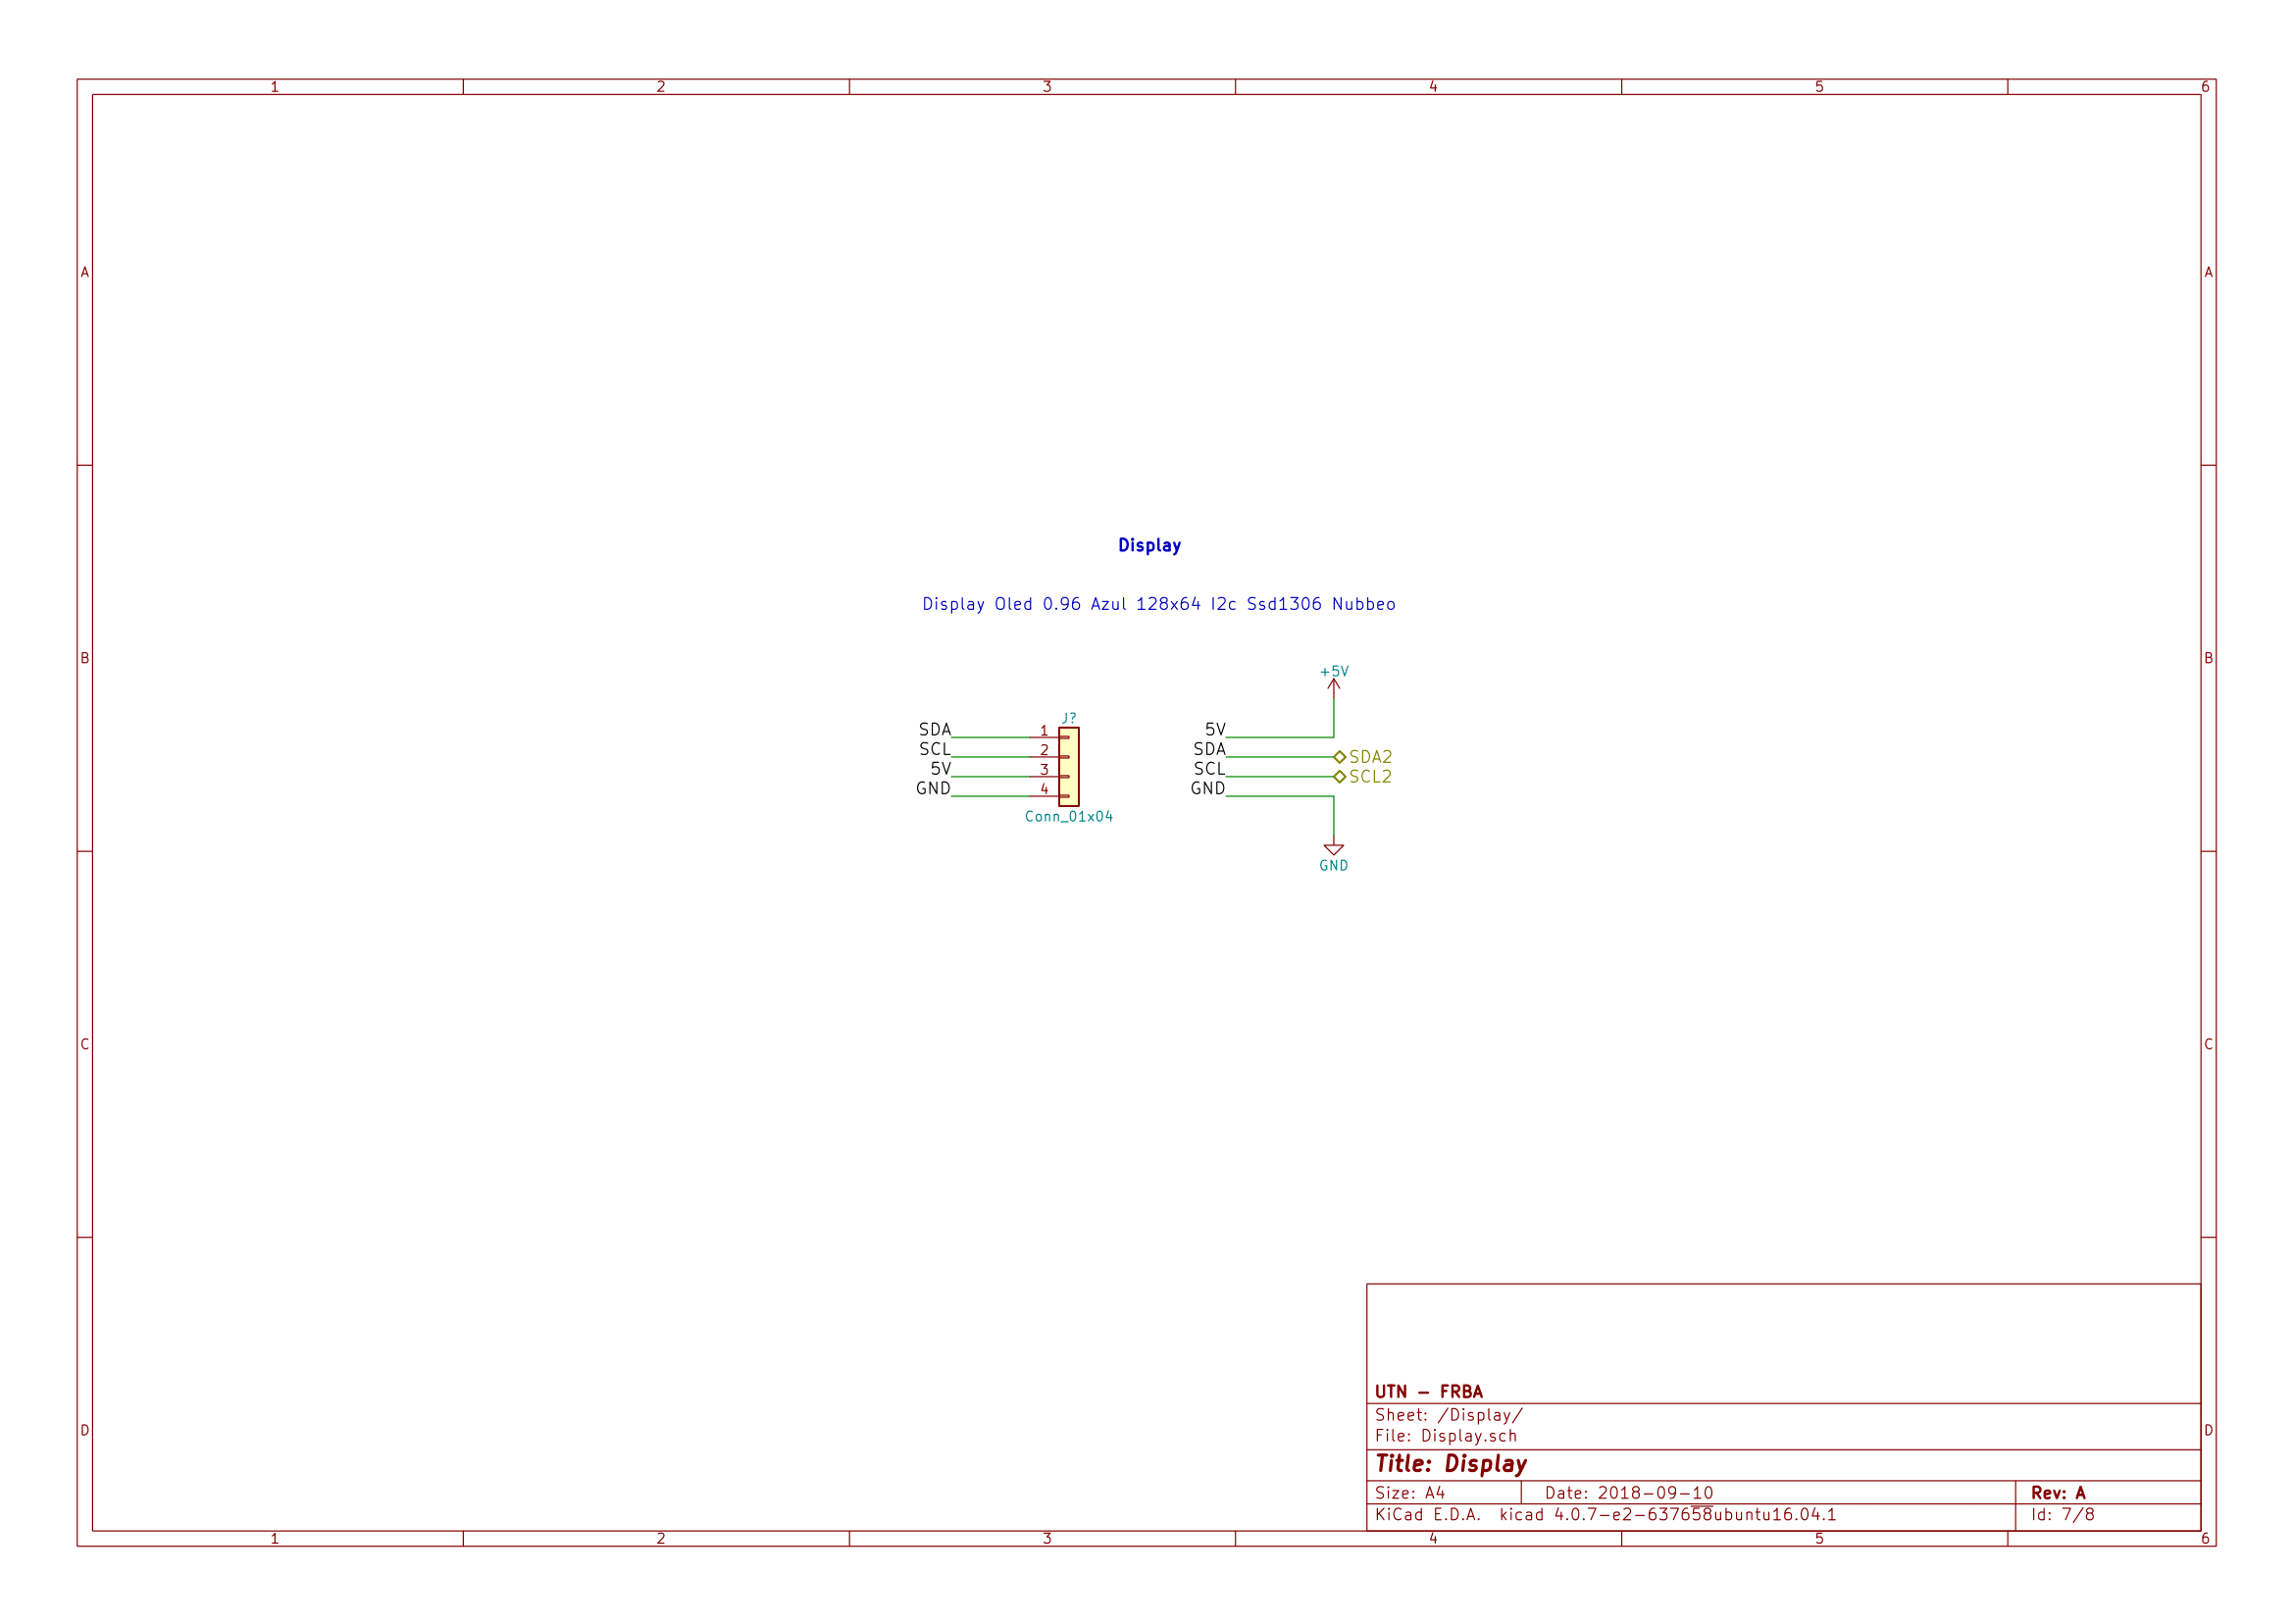 1 2 3 4 5 6
A A
Display
Display Oled 0.96 Azul 128x64 I2c Ssd1306 Nubbeo
B B
+5V
J?
SDA 1
SCL 2
5V 3
GND 4
Conn_01x04
5V
SDA SDA2
SCL SCL2
GND
GND
C C
UTN - FRBA
Sheet: /Display/
File: Display.sch
D D
Title: Display
Size: A4 Date: 2018-09-10 Rev: A
KiCad E.D.A. kicad 4.0.7-e2-637658ubuntu16.04.1 Id: 7/8
1 2 3 4 5 6